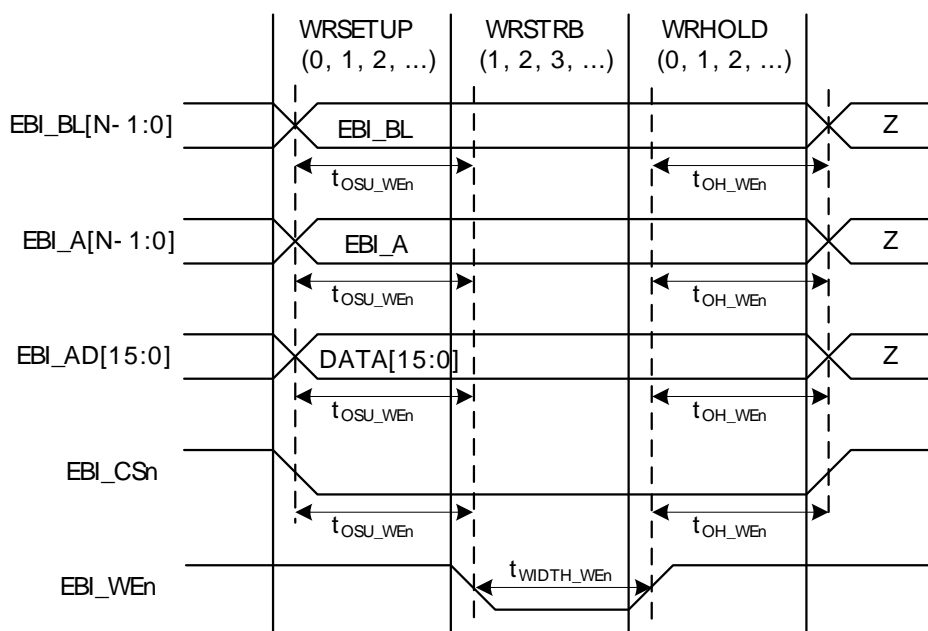 WRSETUP WRSTRB WRHOLD
(0, 1, 2, ...) (1, 2, 3, ...) (0, 1, 2, ...)
EBI_BL[N-1:0] EBI_BL Z
tOSU_WEn tOH_WEn
EBI_A[N-1:0] EBI_A Z
tOSU_WEn tOH_WEn
EBI_AD[15:0] DATA[15:0] Z
tOSU_WEn tOH_WEn
EBI_CSn
tOSU_WEn tOH_WEn
EBI_WEn tWIDTH_WEn